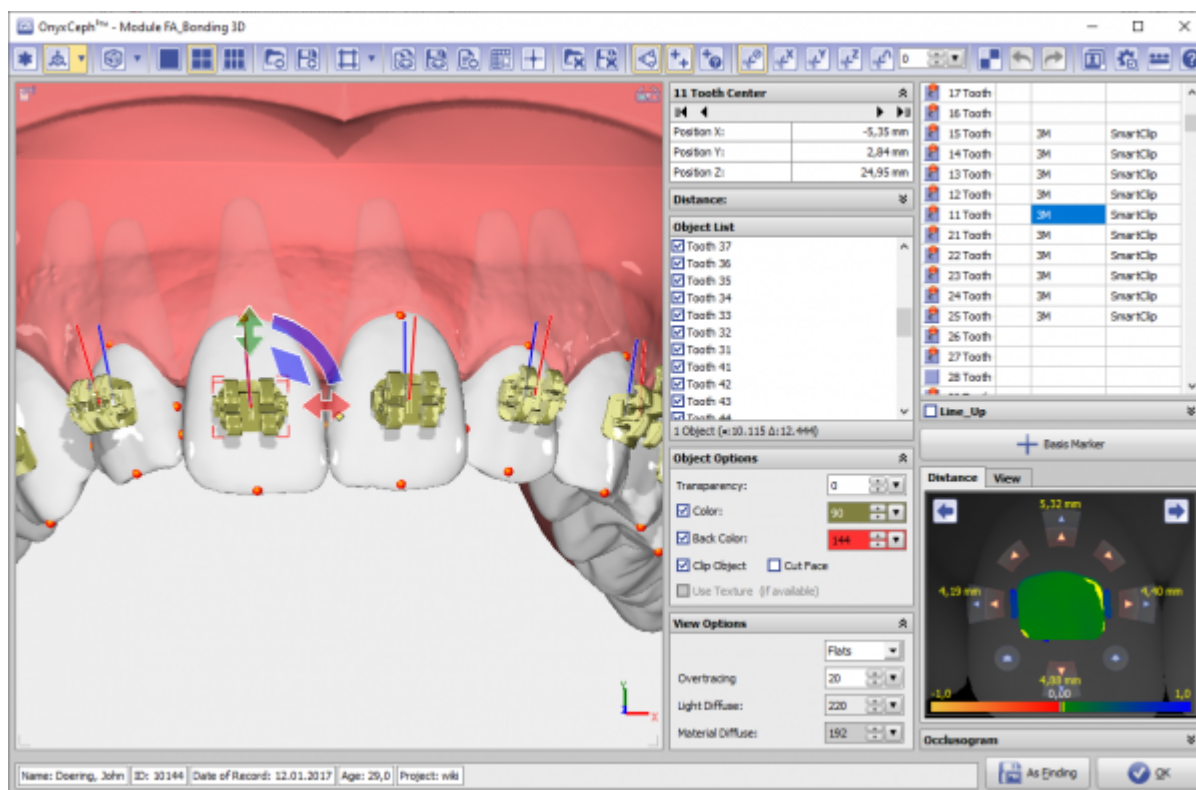 OnyxCeph³™ - Module FA_Bonding 3D
0
11 Tooth Center
Position X: -5,35 mm
Position Y: 2,84 mm
Position Z: 24,95 mm
Distance:
Object List
Tooth 37
Tooth 36
Tooth 35
Tooth 34
Tooth 33
Tooth 32
Tooth 31
Tooth 41
Tooth 42
Tooth 43
Tooth 44
1 Object (•:10.115 Δ:12.444)
Object Options
Transparency: 0
Color: 90
Back Color: 144
Clip Object Cut Face
Use Texture (if available)
View Options
Flats
Overtracing 20
Light Diffuse: 220
Material Diffuse: 192
17 Tooth
16 Tooth
15 Tooth 3M SmartClip
14 Tooth 3M SmartClip
13 Tooth 3M SmartClip
12 Tooth 3M SmartClip
11 Tooth 3M SmartClip
21 Tooth 3M SmartClip
22 Tooth 3M SmartClip
23 Tooth 3M SmartClip
24 Tooth 3M SmartClip
25 Tooth 3M SmartClip
26 Tooth
27 Tooth
28 Tooth
Line_Up
Basis Marker
Distance View
5,32 mm
4,19 mm 4,40 mm
4,88 mm
-1,0 0,00 1,0
Occlusogram
Y
X
Name: Doering, John ID: 10144 Date of Record: 12.01.2017 Age: 29,0 Project: wiki
As Finding OK